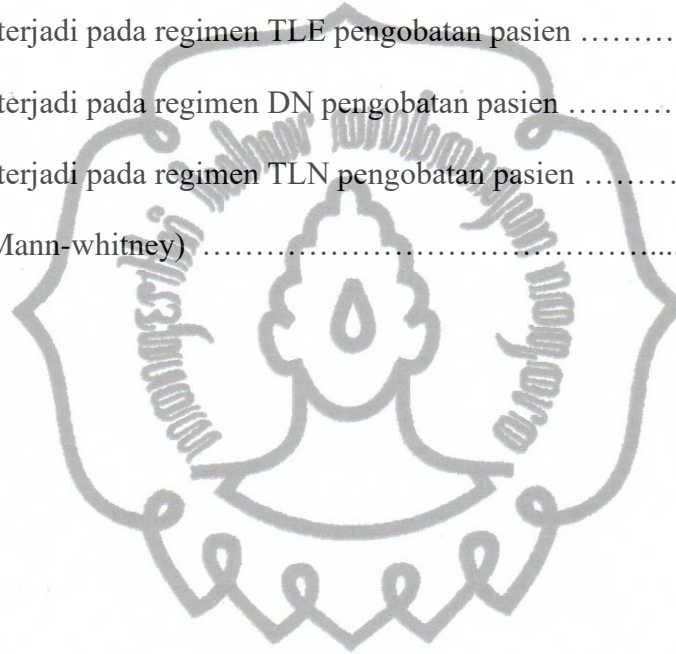 terjadi pada regimen TLE pengobatan pasien ……….
terjadi pada regimen DN pengobatan pasien ……….
terjadi pada regimen TLN pengobatan pasien ……….
Mann-whitney) ……………………………………….....